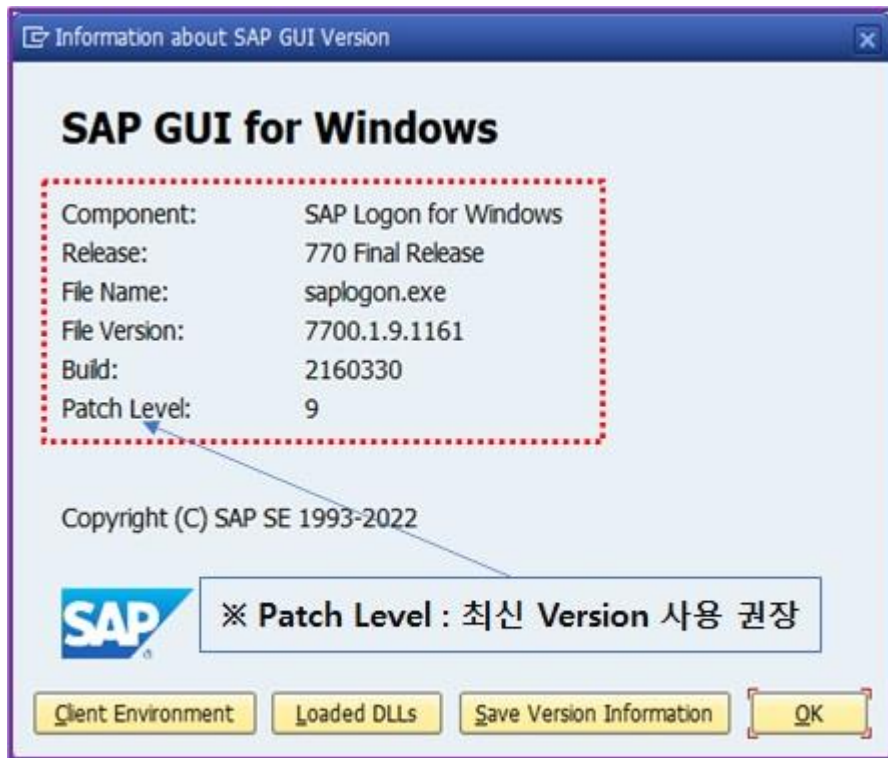 Information about SAP GUI Version
SAP GUI for Windows
Component: SAP Logon for Windows
Release: 770 Final Release
File Name: saplogon.exe
File Version: 7700.1.9.1161
Build: 2160330
Patch Level: 9
Copyright (C) SAP SE 1993-2022
SAP ®
※ Patch Level : 최신 Version 사용 권장
Client Environment Loaded DLLs Save Version Information OK